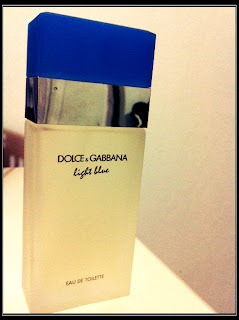 DOLCE & GABBANA
light blue
EAU DE TOILETTE